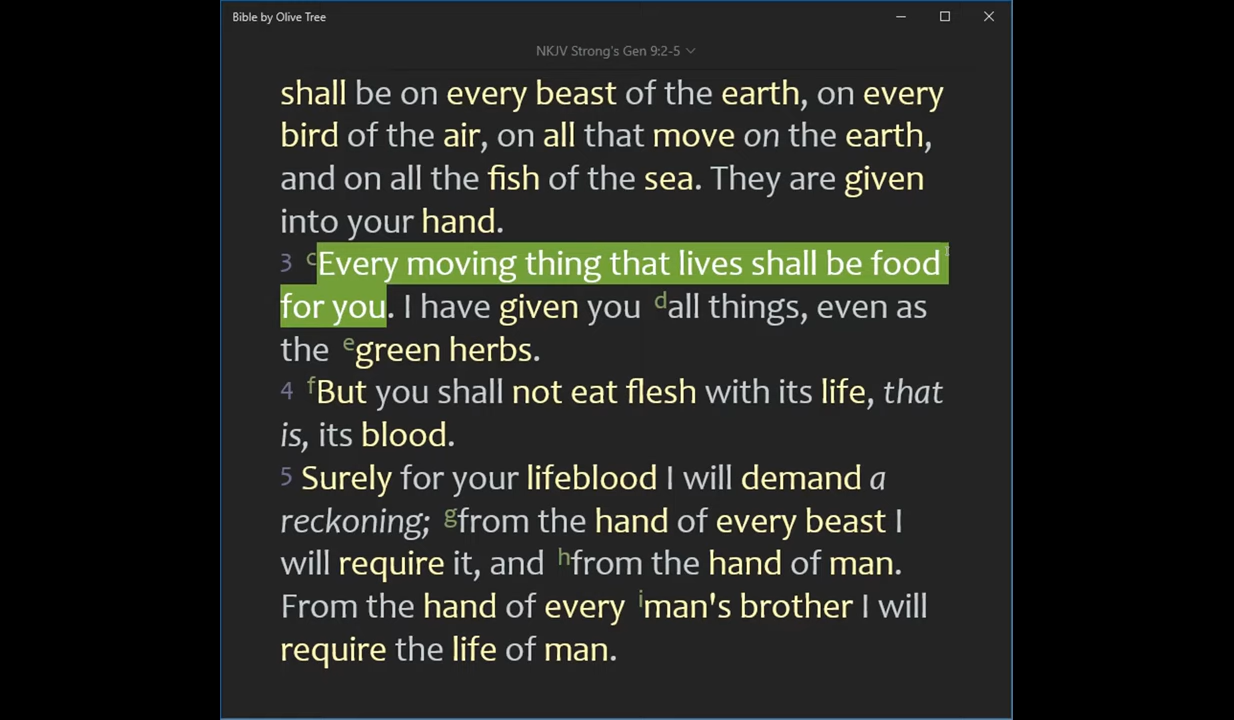 Bible by Olive Tree
NKJV Strong's Gen 9:2-5
shall be on every beast of the earth, on every
bird of the air, on all that move on the earth,
and on all the fish of the sea. They are given
into your hand.
3 cEvery moving thing that lives shall be food
for you. I have given you dall things, even as
the egreen herbs.
4 fBut you shall not eat flesh with its life, that
is, its blood.
5 Surely for your lifeblood I will demand a
reckoning; gfrom the hand of every beast I
will require it, and hfrom the hand of man.
From the hand of every iman's brother I will
require the life of man.